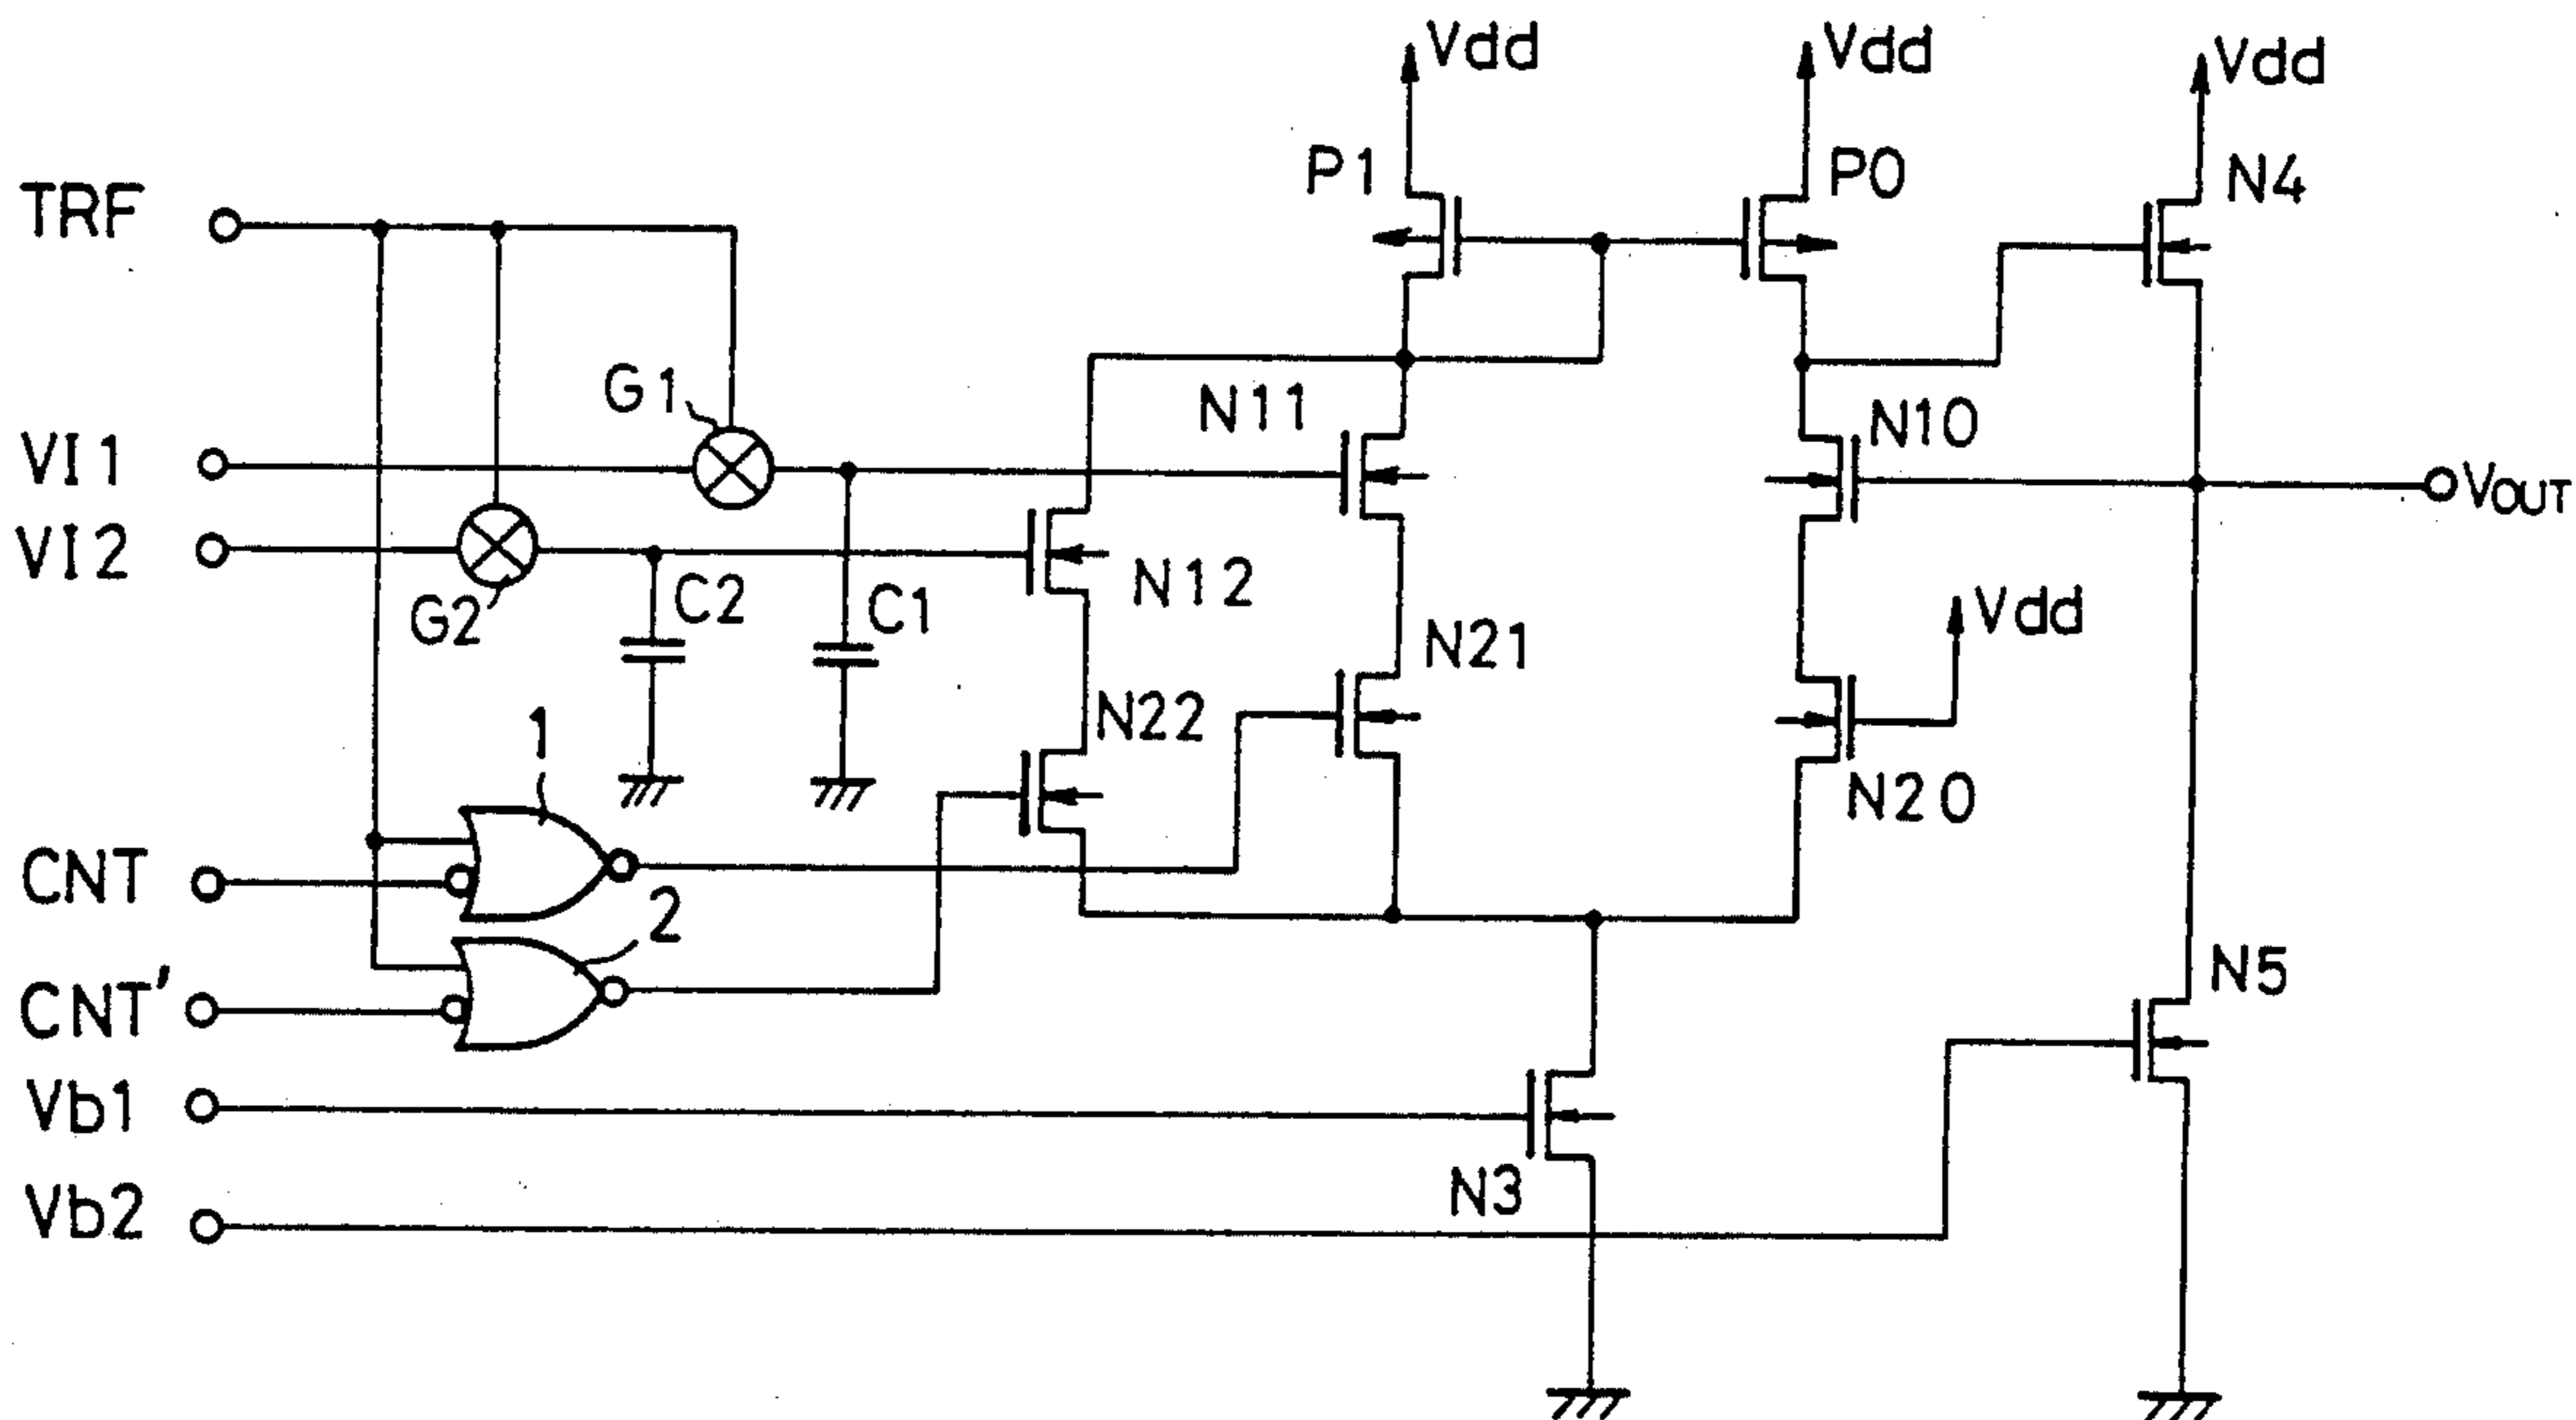 Vdd
Vdd
Vdd
P1
P0
N4
TRF
G1
N11
N10
VI1
VOUT
VI2
G2
C2
C1
N12
Vdd
N21
N22
1
N20
CNT
2
CNT'
N5
Vb1
N3
Vb2